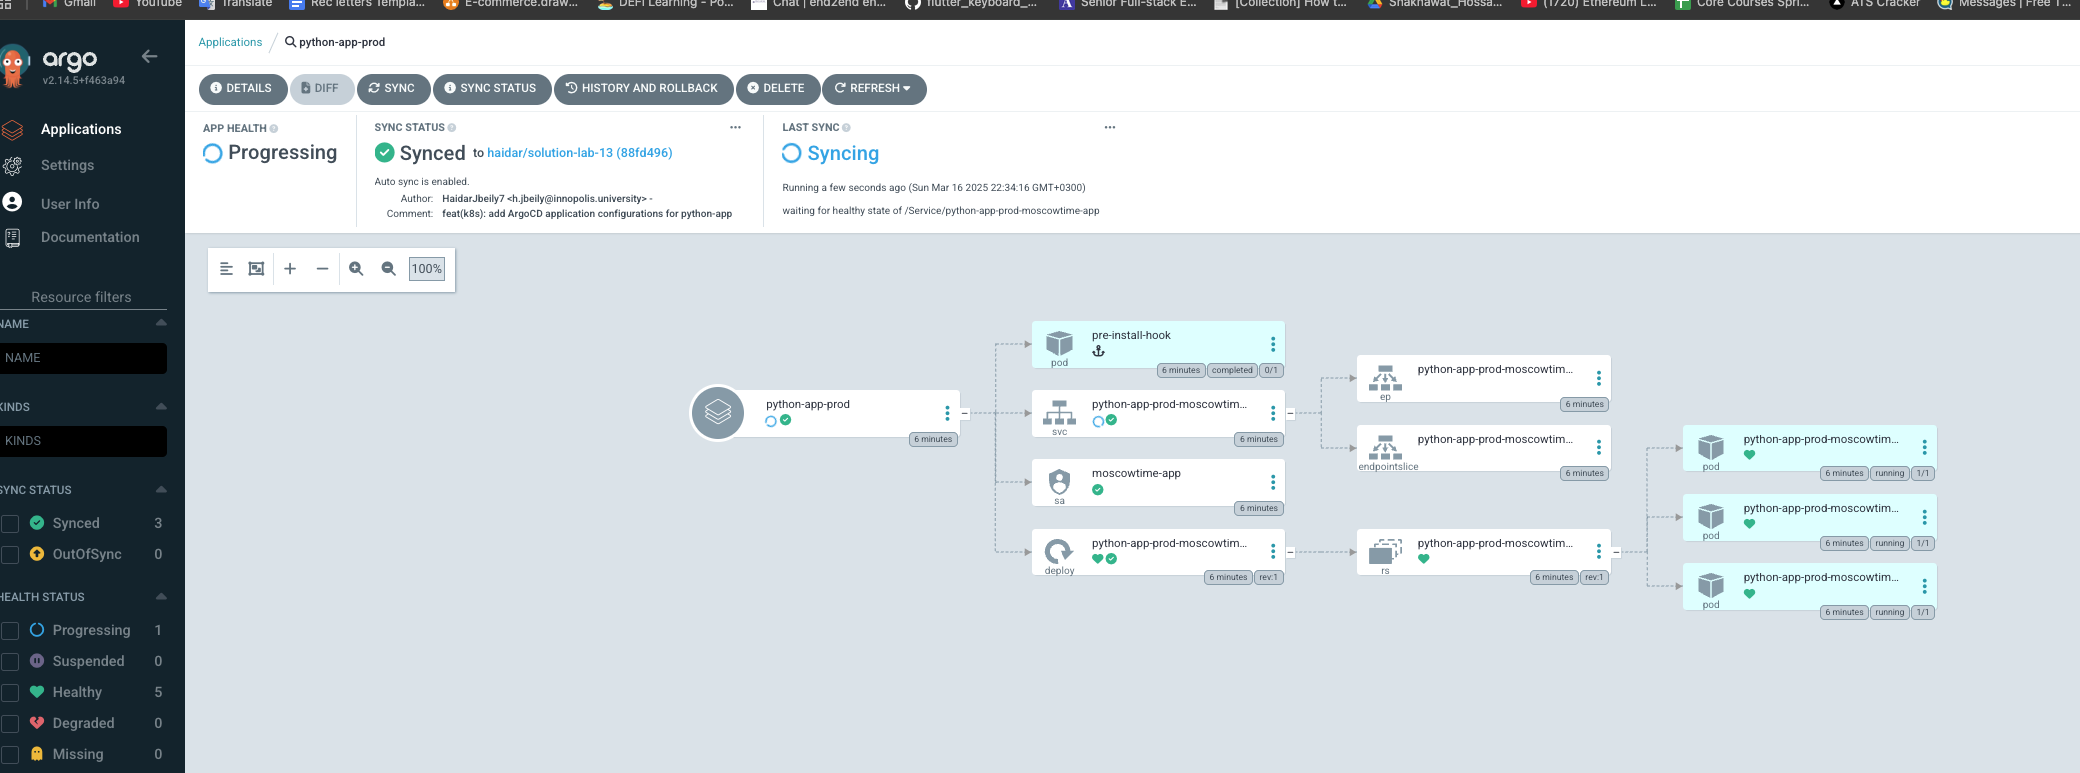 Gmail
YouTube
Translate
Rec letters Templa...
E-commerce.draw...
DEFI Learning - Po...
Chat | end2end en...
flutter_keyboard_...
Senior Full-stack E...
[Collection] How t...
Shakhawat_Hossa...
(1720) Ethereum L...
Core Courses Spri...
ATS Cracker
Messages | Free T...
argo
v2.14.5+f463a94
Applications
Settings
User Info
Documentation
Resource filters
NAME
NAME
KINDS
KINDS
SYNC STATUS
Synced 3
OutOfSync 0
HEALTH STATUS
Progressing 1
Suspended 0
Healthy 5
Degraded 0
Missing 0
Applications / python-app-prod
DETAILS
DIFF
SYNC
SYNC STATUS
HISTORY AND ROLLBACK
DELETE
REFRESH
APP HEALTH
Progressing
SYNC STATUS
Synced to haidar/solution-lab-13 (88fd496)
Auto sync is enabled.
Author: HaidarJbeily7 <h.jbeily@innopolis.university> -
Comment: feat(k8s): add ArgoCD application configurations for python-app
LAST SYNC
Syncing
Running a few seconds ago (Sun Mar 16 2025 22:34:16 GMT+0300)
waiting for healthy state of /Service/python-app-prod-moscowtime-app
100%
python-app-prod
6 minutes
pre-install-hook
pod
6 minutes completed 0/1
python-app-prod-moscowtim...
svc
6 minutes
moscowtime-app
sa
6 minutes
python-app-prod-moscowtim...
deploy
6 minutes rev:1
python-app-prod-moscowtim...
ep
6 minutes
python-app-prod-moscowtim...
endpointslice
6 minutes
python-app-prod-moscowtim...
rs
6 minutes rev:1
python-app-prod-moscowtim...
pod
6 minutes running 1/1
python-app-prod-moscowtim...
pod
6 minutes running 1/1
python-app-prod-moscowtim...
pod
6 minutes running 1/1